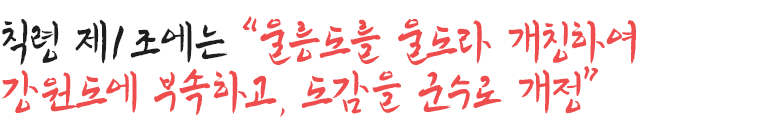 칙령 제1조에는 “울릉도를 울도라 개칭하여
강원도에 부속하고, 도감을 군수로 개정”